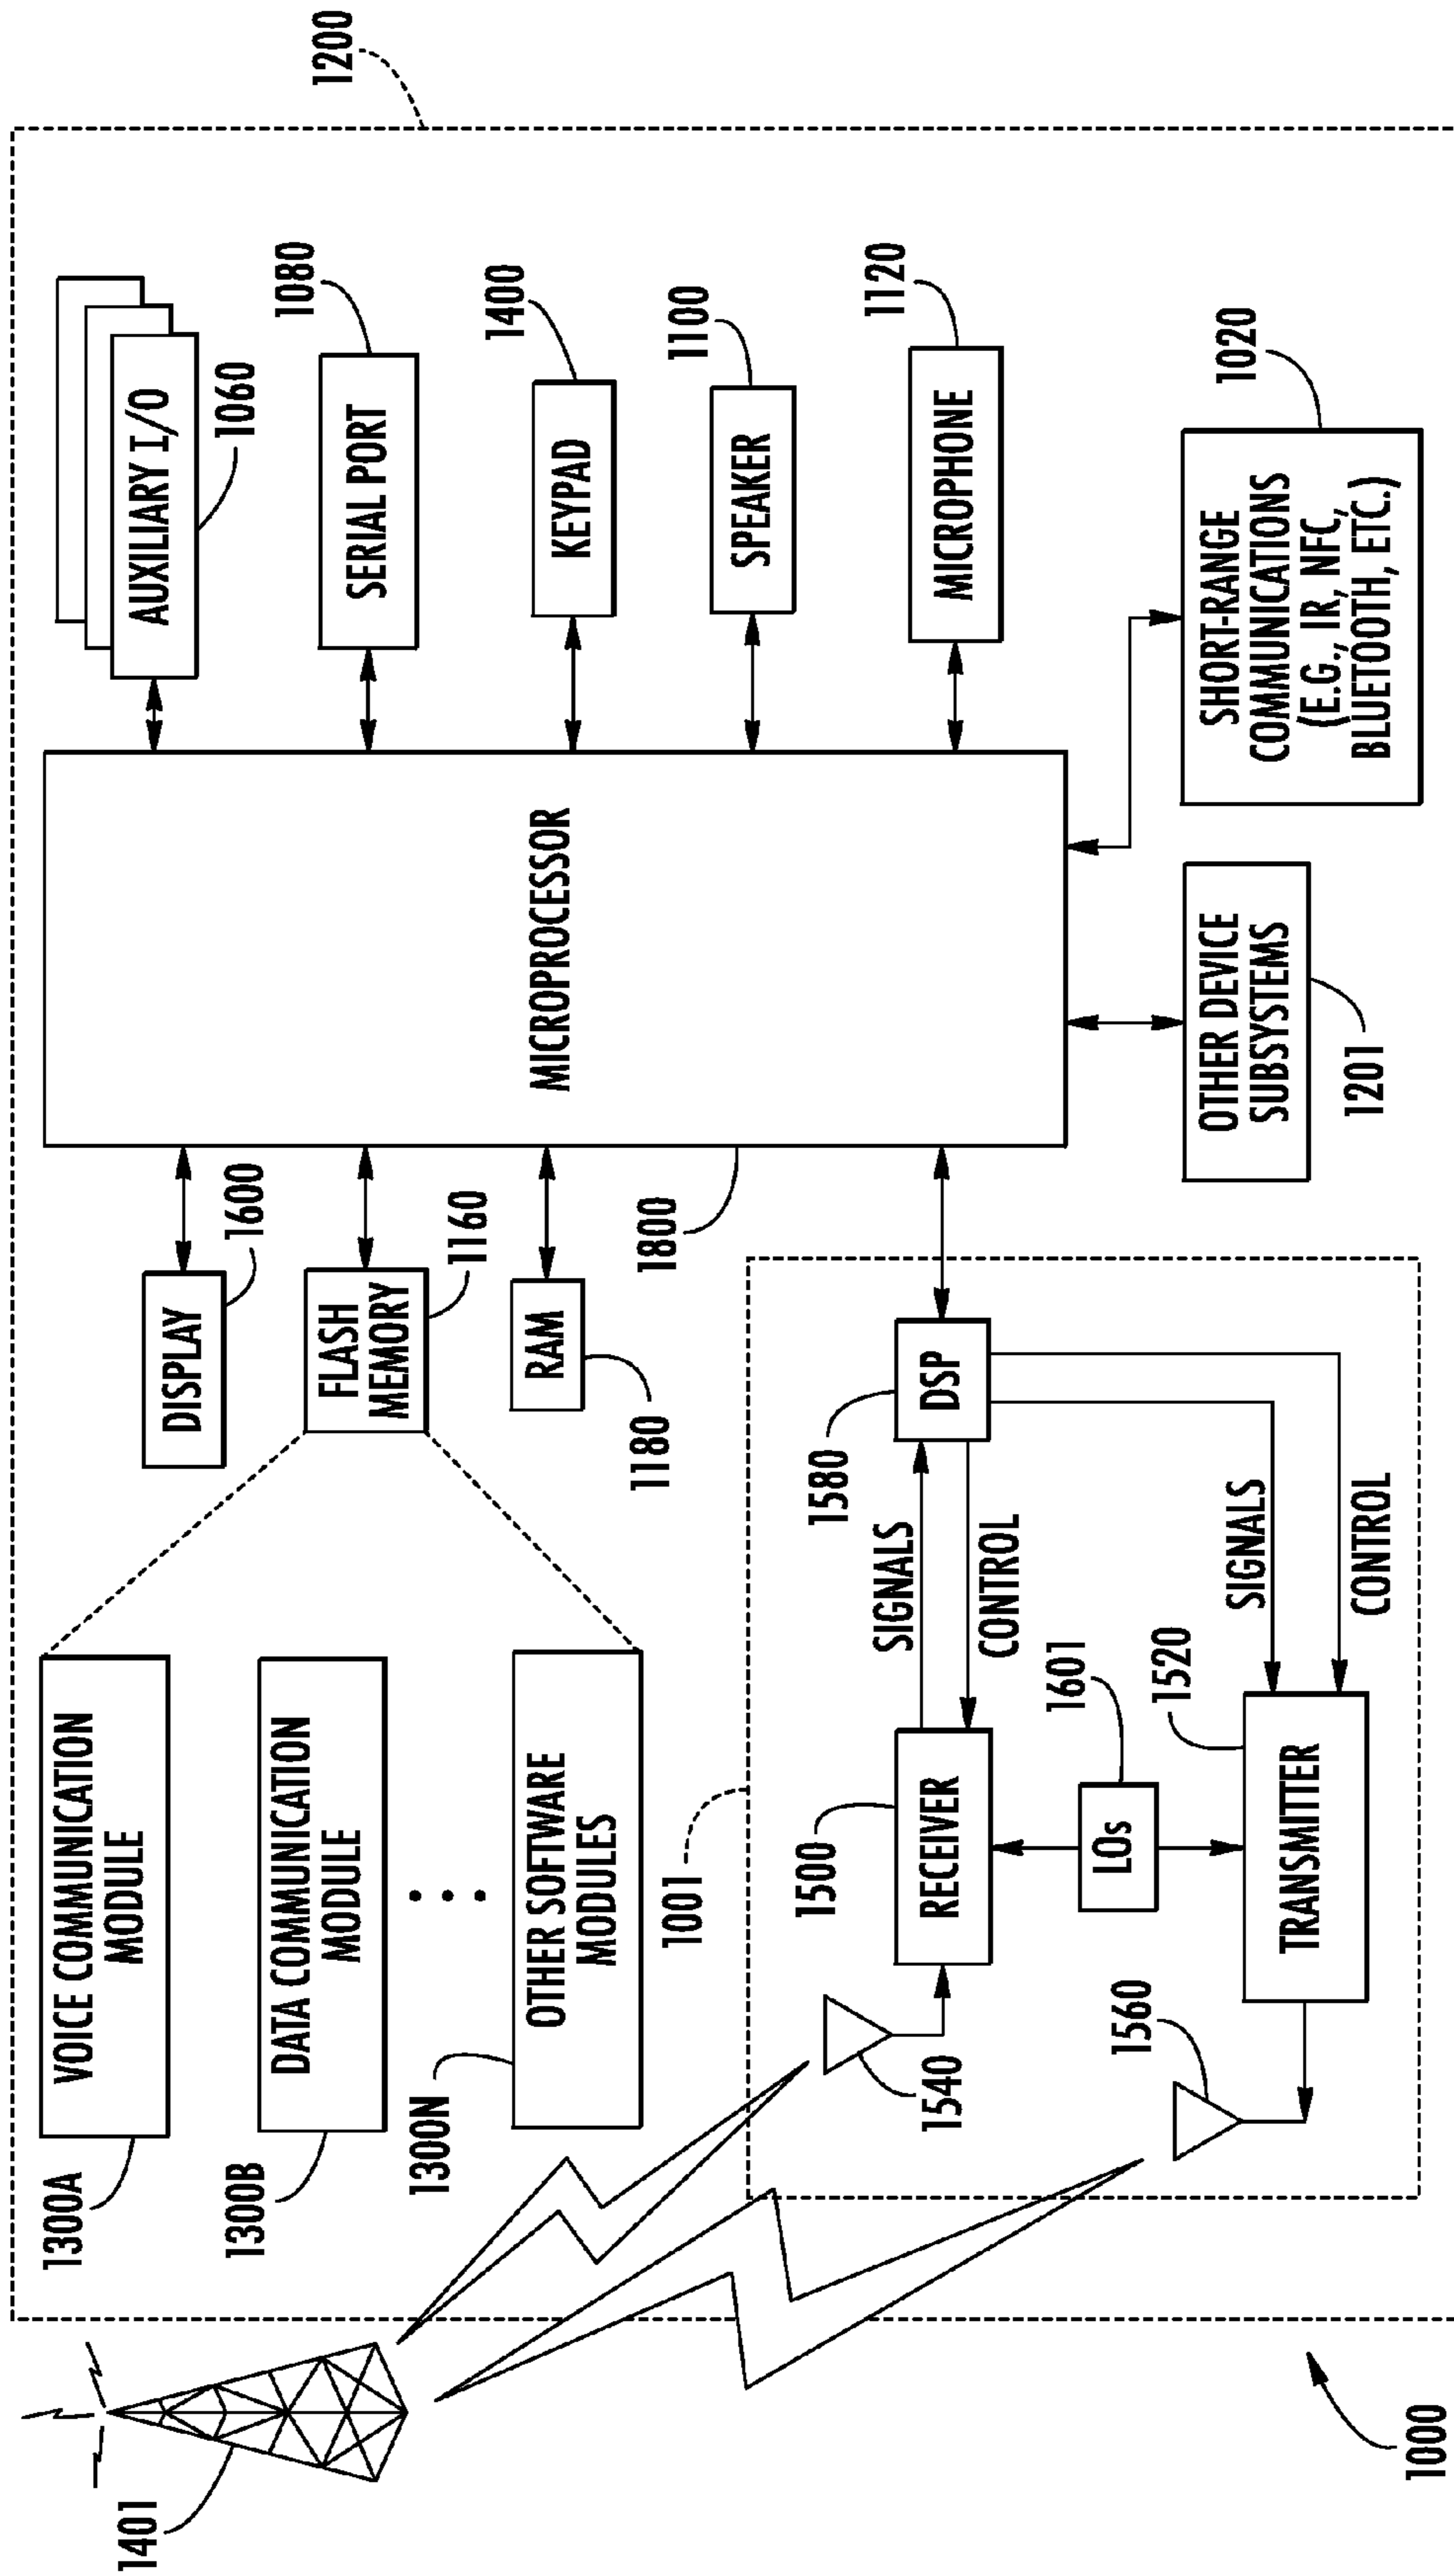 1401
1300A
VOICE COMMUNICATION
MODULE
1300B
DATA COMMUNICATION
MODULE
1300N
OTHER SOFTWARE
MODULES
DISPLAY
1600
FLASH
MEMORY
1160
RAM
1180
1800
MICROPROCESSOR
AUXILIARY I/O
1060
SERIAL PORT
1080
KEYPAD
1400
SPEAKER
1100
MICROPHONE
1120
1200
1001
1540
1500
RECEIVER
SIGNALS
CONTROL
1580
DSP
1601
LOs
1560
1520
TRANSMITTER
SIGNALS
CONTROL
OTHER DEVICE
SUBSYSTEMS
1201
SHORT-RANGE
COMMUNICATIONS
(E.G., IR, NFC,
BLUETOOTH, ETC.)
1020
1000